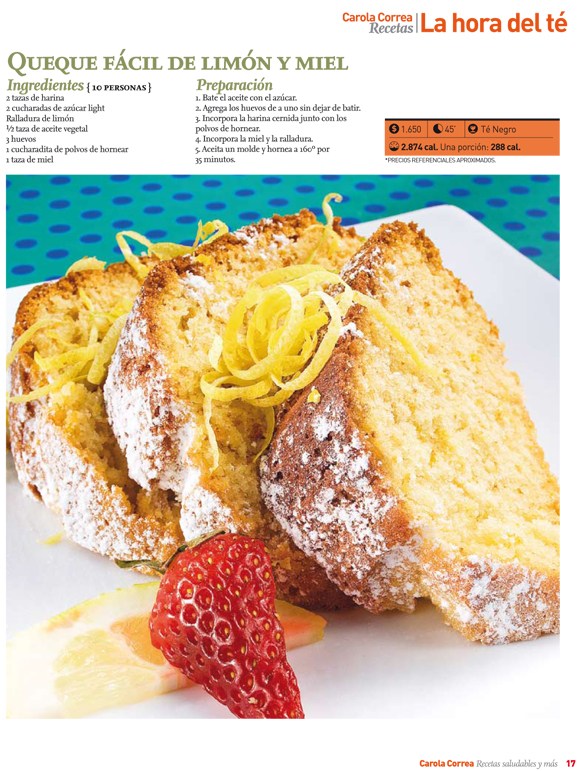 Carola Correa
Recetas
La hora del té
QUEQUE FÁCIL DE LIMÓN Y MIEL
Ingredientes { 10 PERSONAS }
2 tazas de harina
2 cucharadas de azúcar light
Ralladura de limón
½ taza de aceite vegetal
3 huevos
1 cucharadita de polvos de hornear
1 taza de miel
Preparación
1. Bate el aceite con el azúcar.
2. Agrega los huevos de a uno sin dejar de batir.
3. Incorpora la harina cernida junto con los
polvos de hornear.
4. Incorpora la miel y la ralladura.
5. Aceita un molde y hornea a 160º por
35 minutos.
$ 1.650 45' Té Negro
2.874 cal. Una porción: 288 cal.
*PRECIOS REFERENCIALES APROXIMADOS.
Carola Correa Recetas saludables y más 17